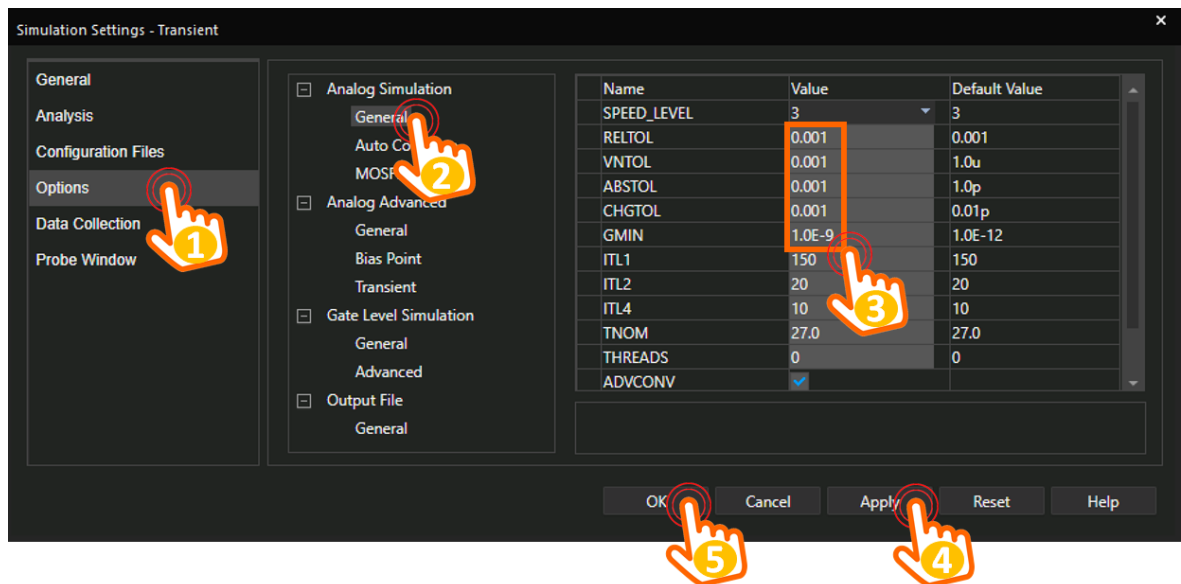 Simulation Settings - Transient
×
General
Analysis
Configuration Files
Options
Data Collection
Probe Window
1
Analog Simulation
General
Auto Co
MOSF
2
Analog Advanced
General
Bias Point
Transient
Gate Level Simulation
General
Advanced
Output File
General
Name Value Default Value
SPEED_LEVEL 3 3
RELTOL 0.001 0.001
VNTOL 0.001 1.0u
ABSTOL 0.001 1.0p
CHGTOL 0.001 0.01p
GMIN 1.0E-9 1.0E-12
ITL1 150 150
ITL2 20 20
ITL4 10 10
TNOM 27.0 27.0
THREADS 0 0
ADVCONV
3
OK Cancel Apply Reset Help
5 4